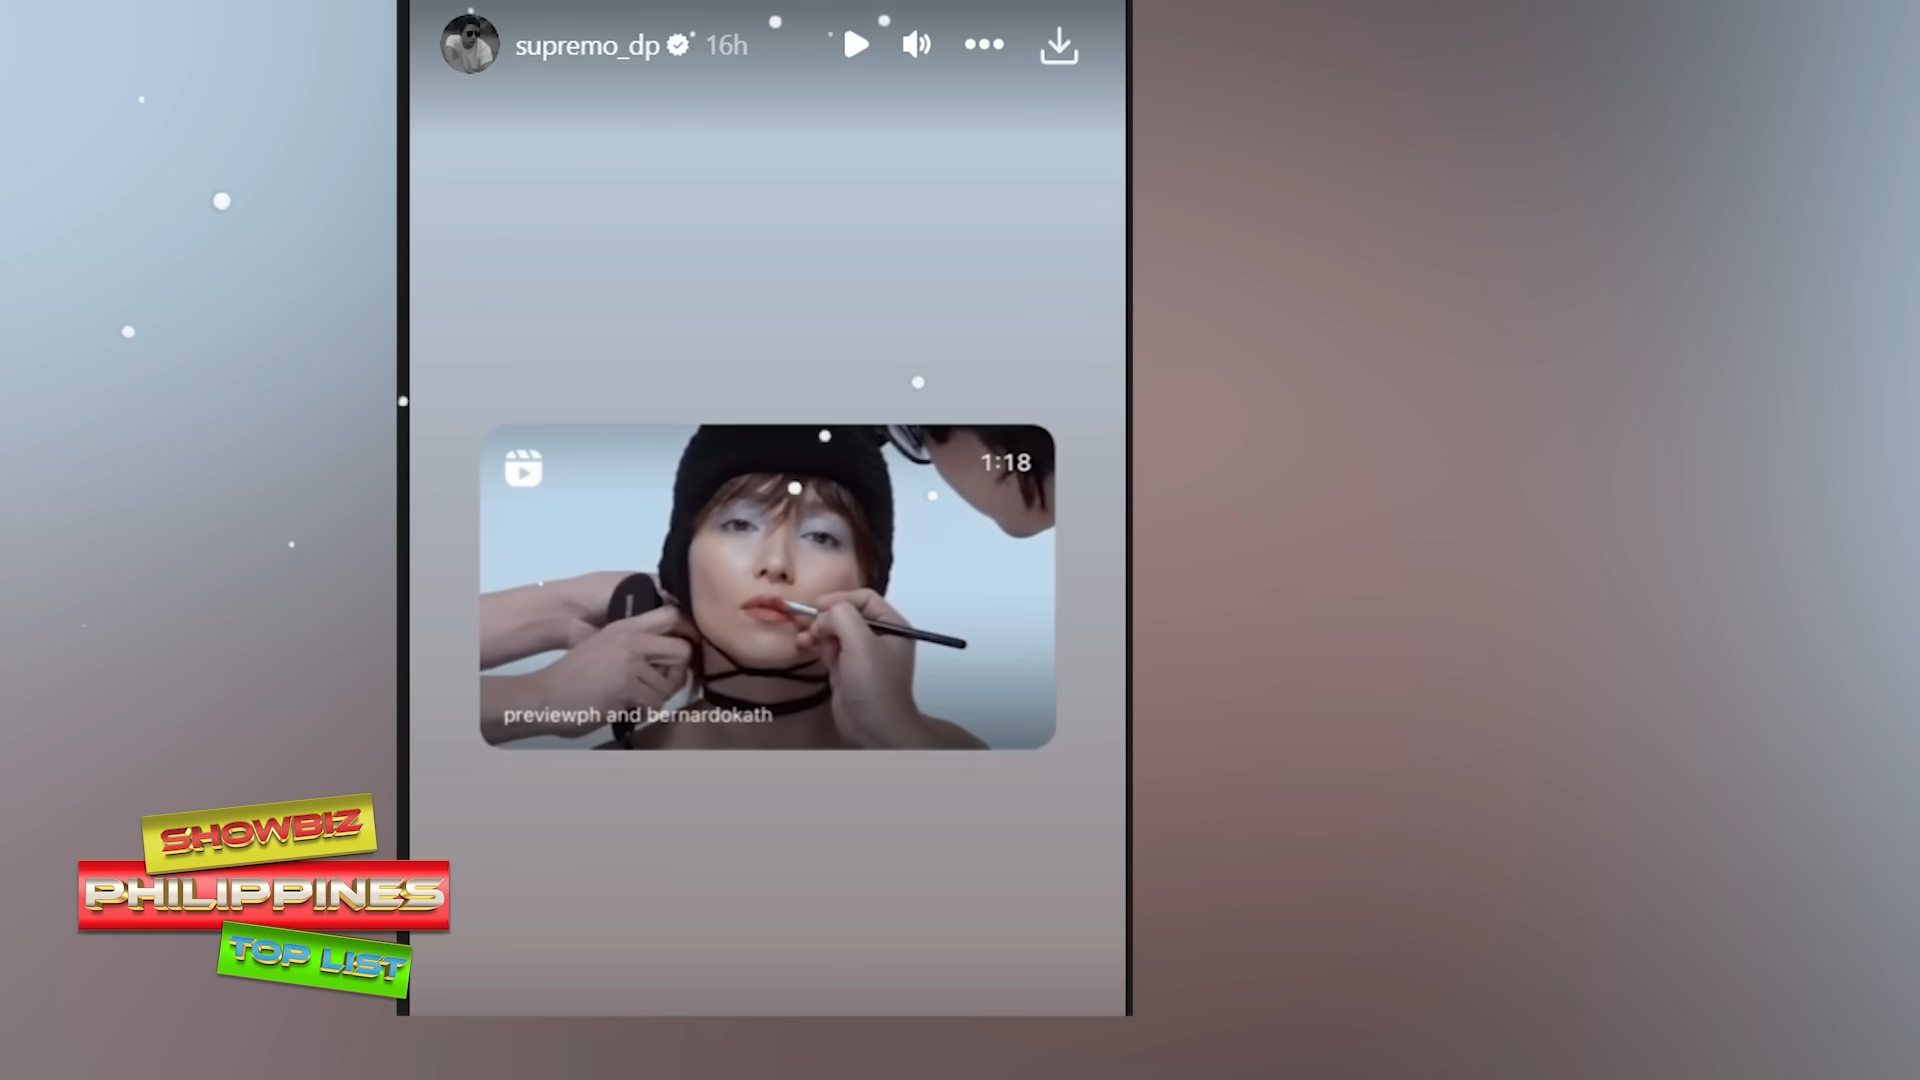 supremo_dp 16h
1:18
previewph and bernardokath
SHOWBIZ
PHILIPPINES
TOP LIST